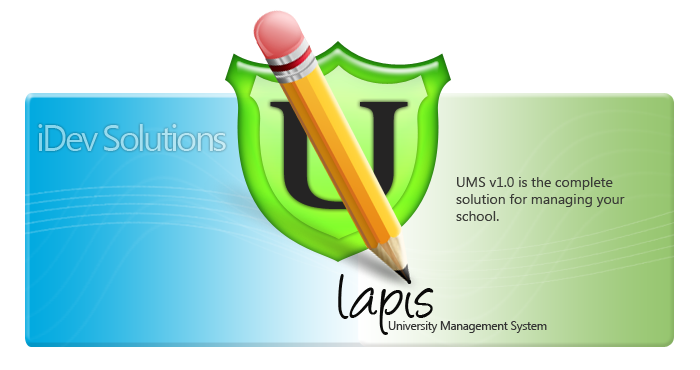 iDev Solutions
U
UMS v1.0 is the complete
solution for managing your
school.
lapis
University Management System